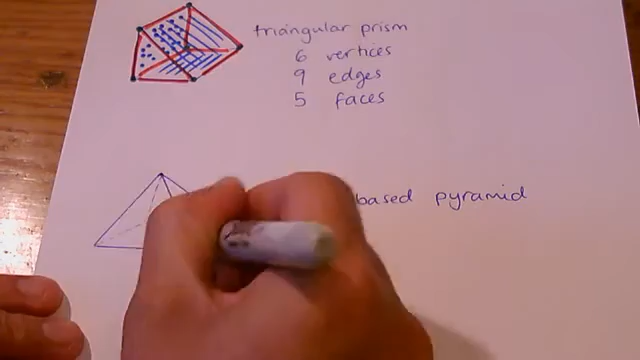 triangular prism
6 vertices
9 edges
5 faces
based pyramid